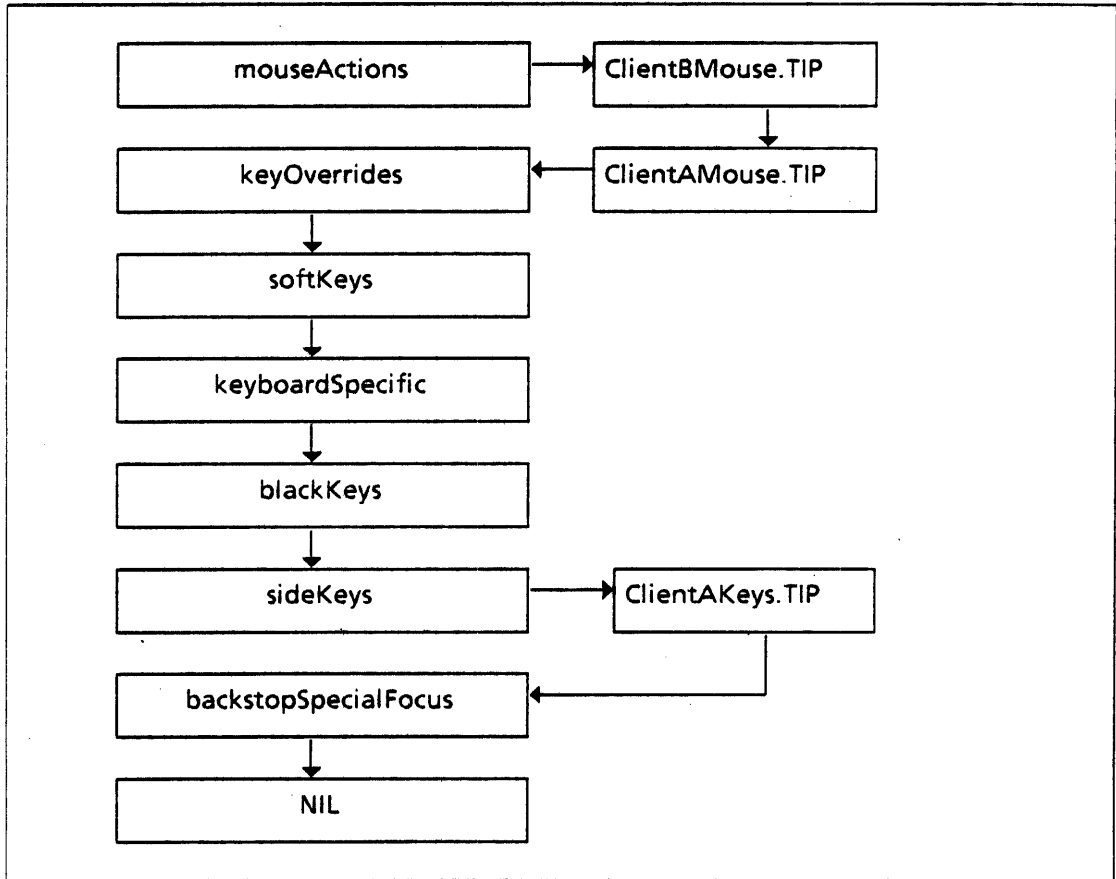 mouseActions
ClientBMouse.TIP
keyOverrides
ClientAMouse.TIP
softKeys
keyboardSpecific
blackKeys
sideKeys
ClientAKeys.TIP
backstopSpecialFocus
NIL